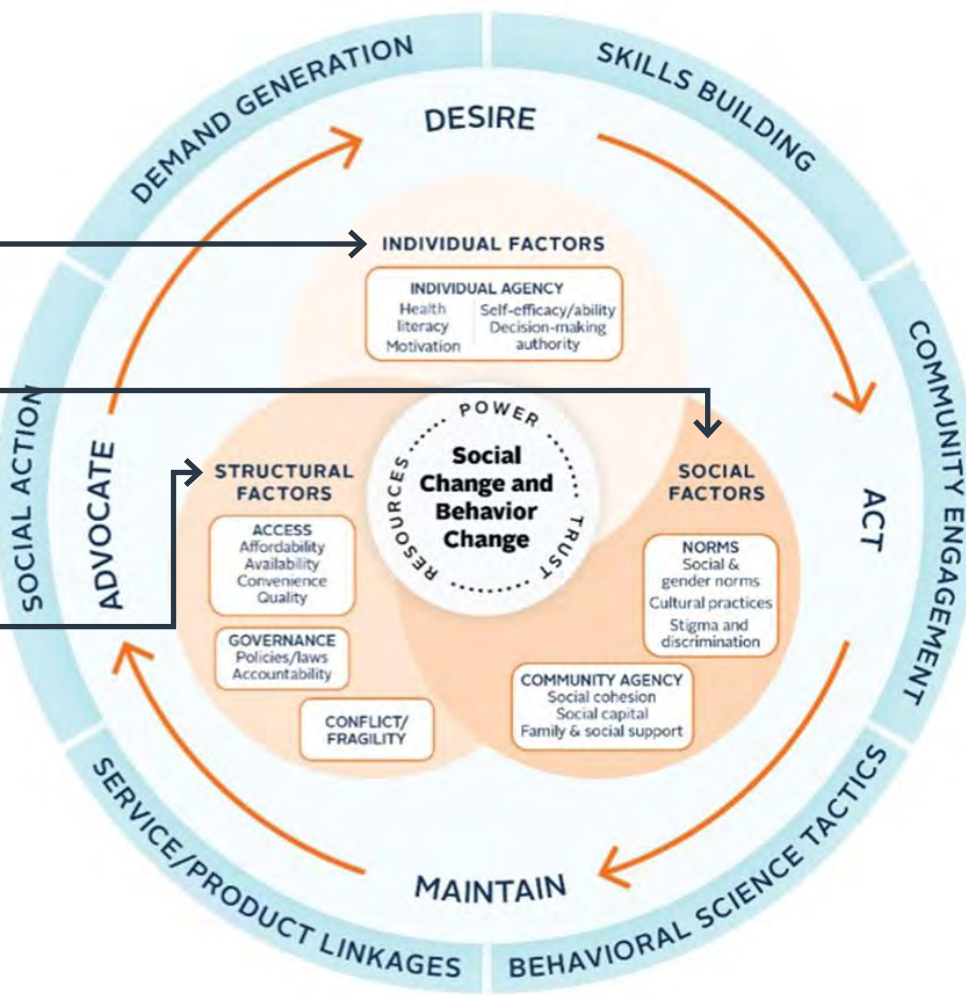 DEMAND GENERATION
SKILLS BUILDING
COMMUNITY ENGAGEMENT
BEHAVIORAL SCIENCE TACTICS
SERVICE/PRODUCT LINKAGES
SOCIAL ACTION
DESIRE
ACT
MAINTAIN
ADVOCATE
INDIVIDUAL FACTORS
INDIVIDUAL AGENCY
Health
literacy
Motivation
Self-efficacy/ability
Decision-making
authority
POWER
TRUST
RESOURCES
Social
Change and
Behavior
Change
STRUCTURAL
FACTORS
ACCESS
Affordability
Availability
Convenience
Quality
GOVERNANCE
Policies/laws
Accountability
CONFLICT/
FRAGILITY
SOCIAL
FACTORS
NORMS
Social &
gender norms
Cultural practices
Stigma and
discrimination
COMMUNITY AGENCY
Social cohesion
Social capital
Family & social support